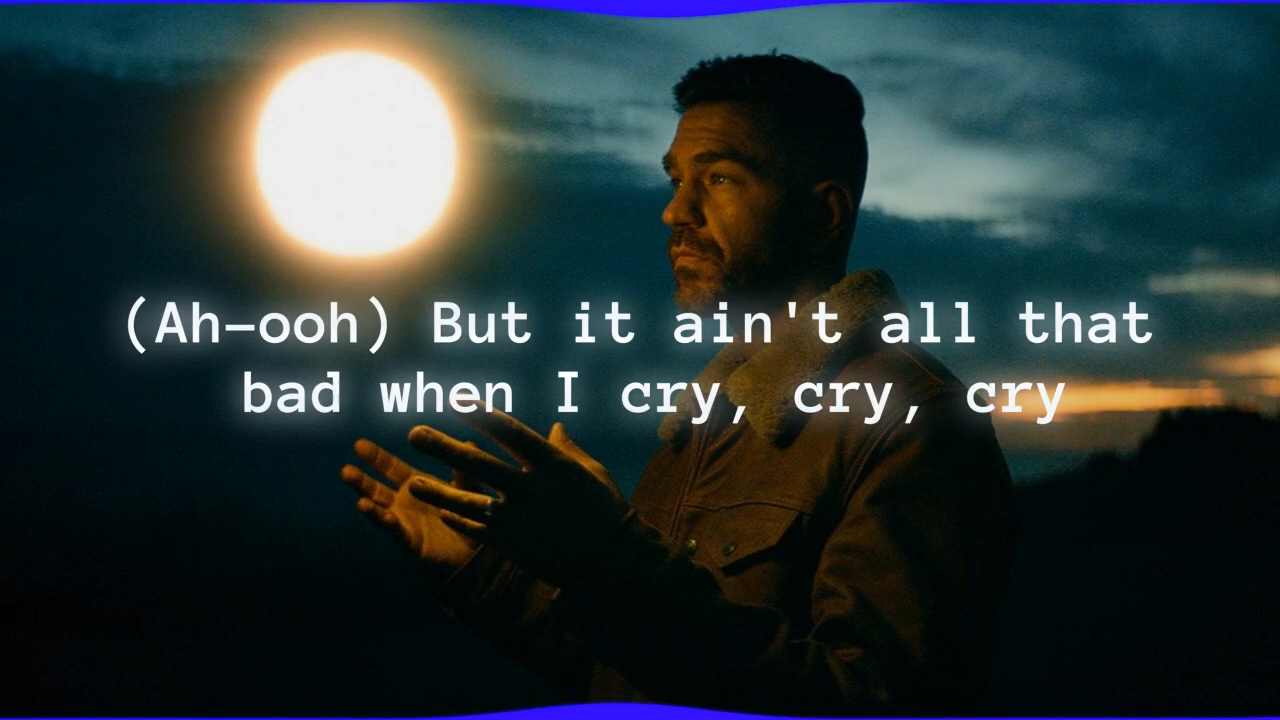 (Ah–ooh) But it ain't all that
bad when I cry, cry, cry